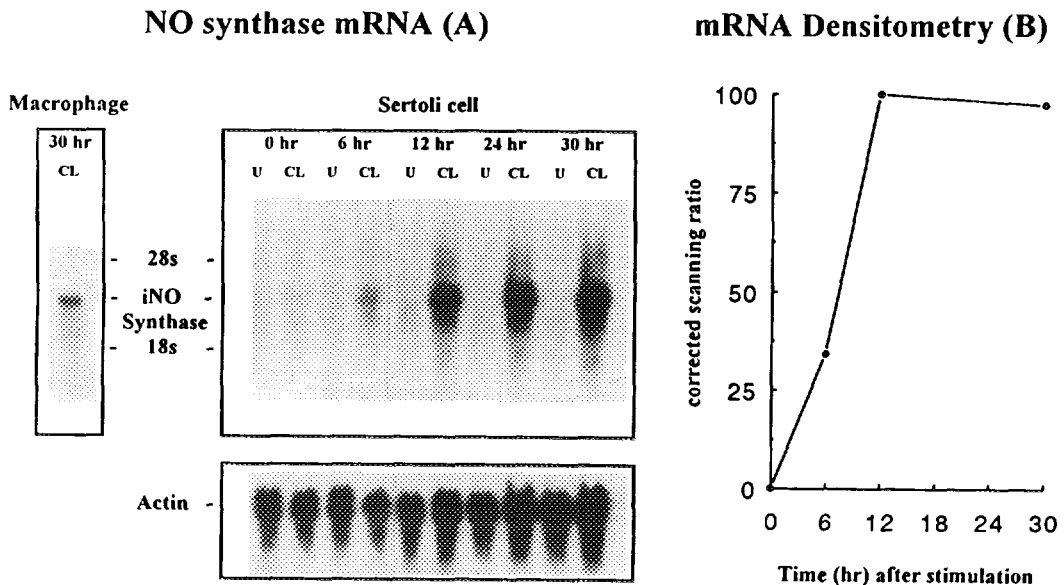 NO synthase mRNA (A)
Macrophage
30 hr
CL
Sertoli cell
0 hr 6 hr 12 hr 24 hr 30 hr
U CL U CL U CL U CL U CL
- 28s -
- iNO -
Synthase
- 18s -
Actin -
mRNA Densitometry (B)
corrected scanning ratio
100
75
50
25
0
0 6 12 18 24 30
Time (hr) after stimulation